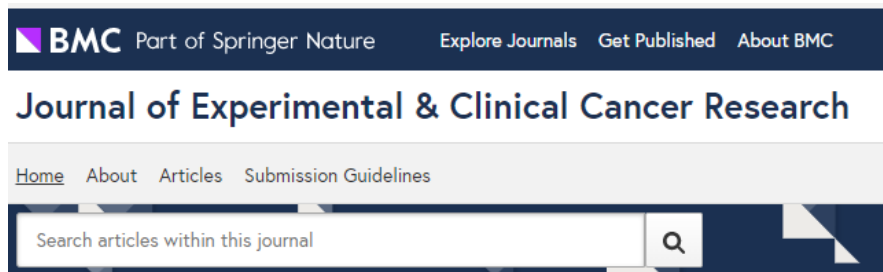 BMC Part of Springer Nature Explore Journals Get Published About BMC
Journal of Experimental & Clinical Cancer Research
Home About Articles Submission Guidelines
Search articles within this journal